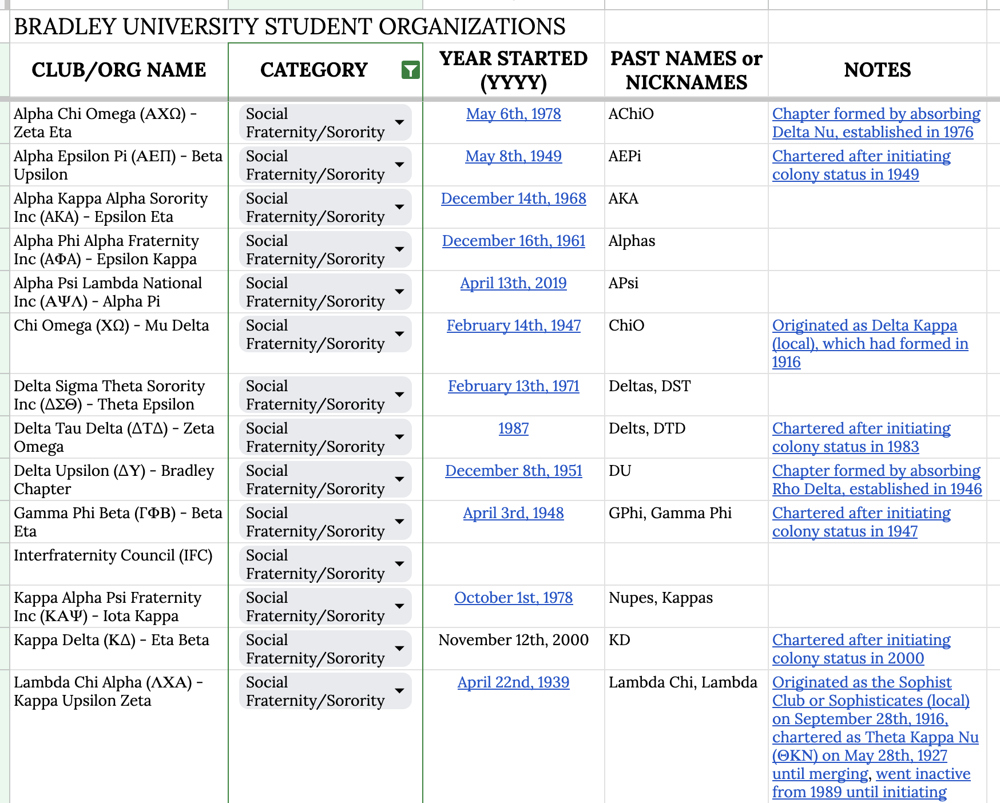 BRADLEY UNIVERSITY STUDENT ORGANIZATIONS
CLUB/ORG NAME
CATEGORY
YEAR STARTED
(YYYY)
PAST NAMES or
NICKNAMES
NOTES
Alpha Chi Omega (ΑΧΩ) -
Zeta Eta
Social
Fraternity/Sorority
May 6th, 1978
AChiO
Chapter formed by absorbing
Delta Nu, established in 1976
Alpha Epsilon Pi (ΑΕΠ) - Beta
Upsilon
Social
Fraternity/Sorority
May 8th, 1949
AEPi
Chartered after initiating
colony status in 1949
Alpha Kappa Alpha Sorority
Inc (AKA) - Epsilon Eta
Social
Fraternity/Sorority
December 14th, 1968
AKA
Alpha Phi Alpha Fraternity
Inc (ΑΦΑ) - Epsilon Kappa
Social
Fraternity/Sorority
December 16th, 1961
Alphas
Alpha Psi Lambda National
Inc (ΑΨΛ) - Alpha Pi
Social
Fraternity/Sorority
April 13th, 2019
APsi
Chi Omega (ΧΩ) - Mu Delta
Social
Fraternity/Sorority
February 14th, 1947
ChiO
Originated as Delta Kappa
(local), which had formed in
1916
Delta Sigma Theta Sorority
Inc (ΔΣΘ) - Theta Epsilon
Social
Fraternity/Sorority
February 13th, 1971
Deltas, DST
Delta Tau Delta (ΔΤΔ) - Zeta
Omega
Social
Fraternity/Sorority
1987
Delts, DTD
Chartered after initiating
colony status in 1983
Delta Upsilon (ΔΥ) - Bradley
Chapter
Social
Fraternity/Sorority
December 8th, 1951
DU
Chapter formed by absorbing
Rho Delta, established in 1946
Gamma Phi Beta (ΓΦΒ) - Beta
Eta
Social
Fraternity/Sorority
April 3rd, 1948
GPhi, Gamma Phi
Chartered after initiating
colony status in 1947
Interfraternity Council (IFC)
Social
Fraternity/Sorority
Kappa Alpha Psi Fraternity
Inc (ΚΑΨ) - Iota Kappa
Social
Fraternity/Sorority
October 1st, 1978
Nupes, Kappas
Kappa Delta (ΚΔ) - Eta Beta
Social
Fraternity/Sorority
November 12th, 2000
KD
Chartered after initiating
colony status in 2000
Lambda Chi Alpha (ΛΧΑ) -
Kappa Upsilon Zeta
Social
Fraternity/Sorority
April 22nd, 1939
Lambda Chi, Lambda
Originated as the Sophist
Club or Sophisticates (local)
on September 28th, 1916,
chartered as Theta Kappa Nu
(ΘΚΝ) on May 28th, 1927
until merging, went inactive
from 1989 until initiating